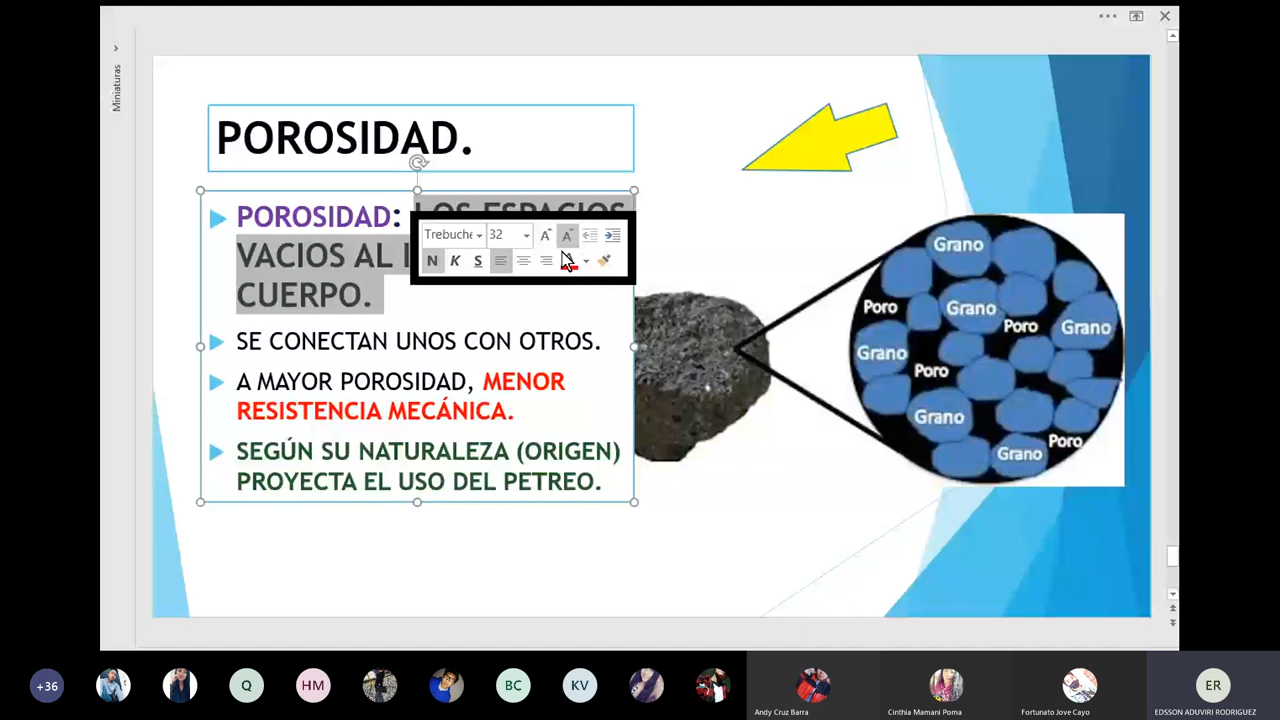 Miniaturas
POROSIDAD.
POROSIDAD: LOS ESPACIOS
VACIOS AL
CUERPO.
Trebuche 32
N K S
SE CONECTAN UNOS CON OTROS.
A MAYOR POROSIDAD, MENOR
RESISTENCIA MECÁNICA.
SEGÚN SU NATURALEZA (ORIGEN)
PROYECTA EL USO DEL PETREO.
Grano
Poro
Grano
Poro
Grano
Grano
Poro
Grano
Poro
Grano
+36
Q
HM
BC
KV
ER
Andy Cruz Barra
Cinthia Mamani Poma
Fortunato Jove Cayo
EDSSON ADUVIRI RODRIGUEZ